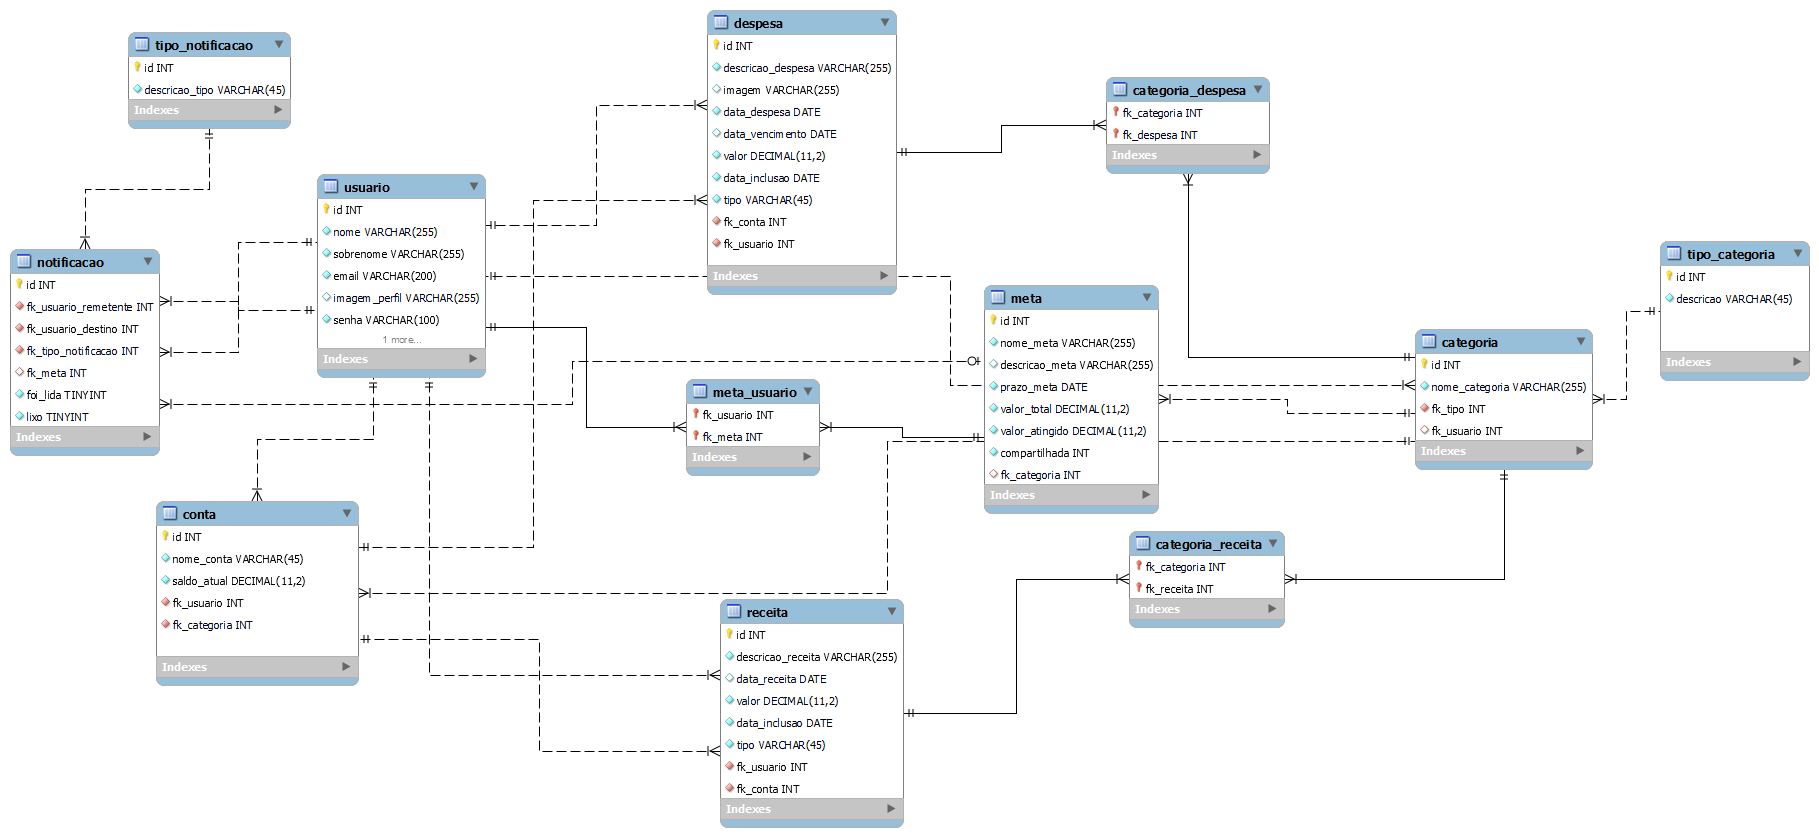 tipo_notificacao
id INT
descricao_tipo VARCHAR(45)
Indexes
notificacao
id INT
fk_usuario_remetente INT
fk_usuario_destino INT
fk_tipo_notificacao INT
fk_meta INT
foi_lida TINYINT
lixo TINYINT
Indexes
usuario
id INT
nome VARCHAR(255)
sobrenome VARCHAR(255)
email VARCHAR(200)
imagem_perfil VARCHAR(255)
senha VARCHAR(100)
1 more...
Indexes
conta
id INT
nome_conta VARCHAR(45)
saldo_atual DECIMAL(11,2)
fk_usuario INT
fk_categoria INT
Indexes
despesa
id INT
descricao_despesa VARCHAR(255)
imagem VARCHAR(255)
data_despesa DATE
data_vencimento DATE
valor DECIMAL(11,2)
data_inclusao DATE
tipo VARCHAR(45)
fk_conta INT
fk_usuario INT
Indexes
meta_usuario
fk_usuario INT
fk_meta INT
Indexes
receita
id INT
descricao_receita VARCHAR(255)
data_receita DATE
valor DECIMAL(11,2)
data_inclusao DATE
tipo VARCHAR(45)
fk_usuario INT
fk_conta INT
Indexes
categoria_despesa
fk_categoria INT
fk_despesa INT
Indexes
meta
id INT
nome_meta VARCHAR(255)
descricao_meta VARCHAR(255)
prazo_meta DATE
valor_total DECIMAL(11,2)
valor_atingido DECIMAL(11,2)
compartilhada INT
fk_categoria INT
Indexes
categoria_receita
fk_categoria INT
fk_receita INT
Indexes
categoria
id INT
nome_categoria VARCHAR(255)
fk_tipo INT
fk_usuario INT
Indexes
tipo_categoria
id INT
descricao VARCHAR(45)
Indexes